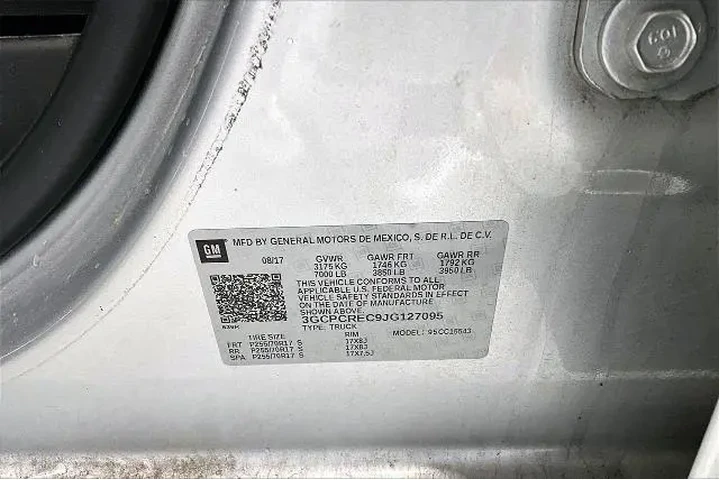 GM MFD BY GENERAL MOTORS DE MEXICO, S. DE R.L. DE C.V.
08/17 GVWR GAWR FRT GAWR RR
3175 KG 1746 KG 1792 KG
7000 LB 3850 LB 3950 LB
THIS VEHICLE CONFORMS TO ALL
APPLICABLE U.S. FEDERAL MOTOR
VEHICLE SAFETY STANDARDS IN EFFECT
ON THE DATE OF MANUFACTURE
SHOWN ABOVE.
3GCPCREC9JG127095
TYPE: TRUCK MODEL:
TIRE SIZE RIM
FRT P255/70R17 S 17X8J
RR P255/70R17 S 17X8J
SPA P255/70R17 S 17X7.5J